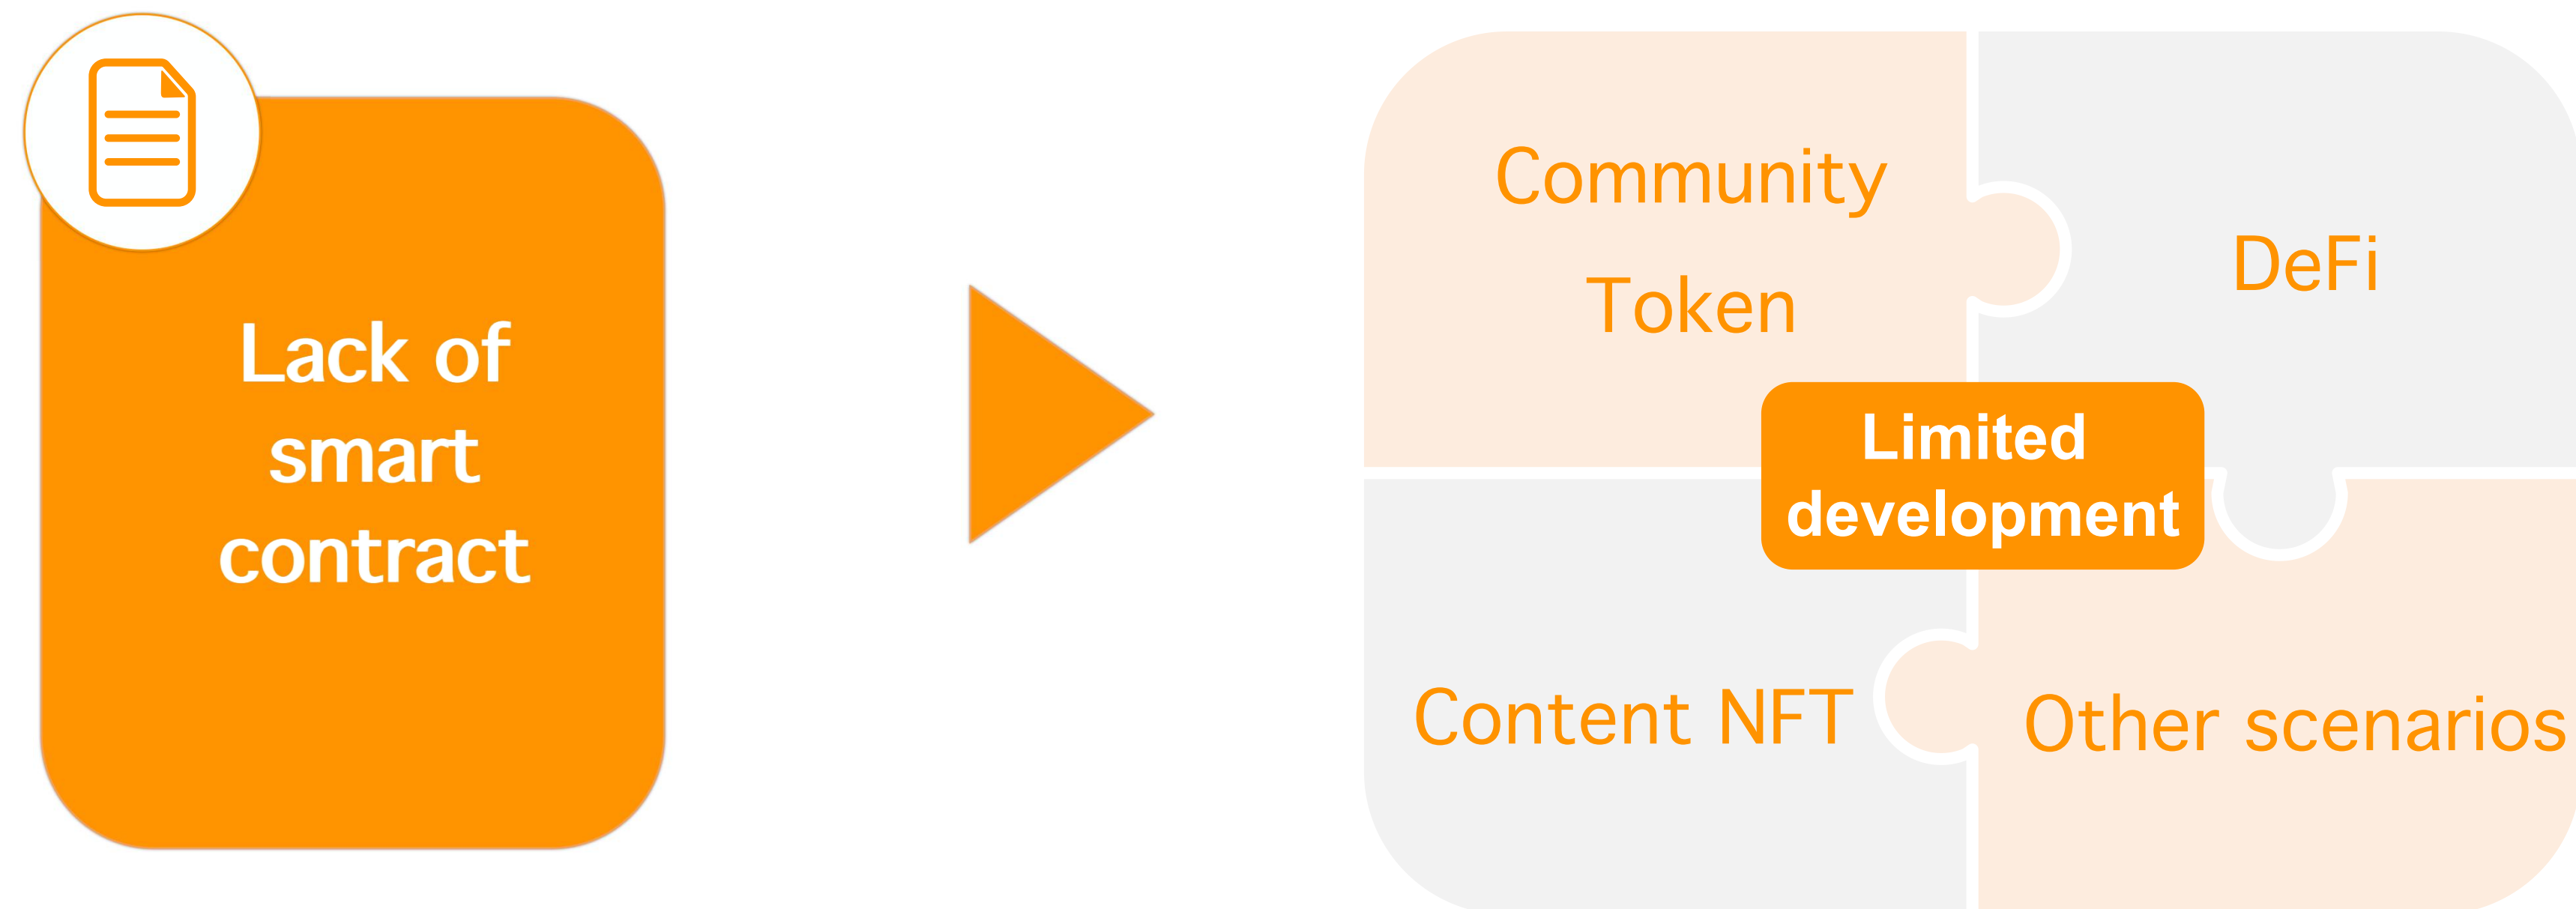 Lack of
smart
contract
Community
Token
DeFi
Limited
development
Content NFT
Other scenarios